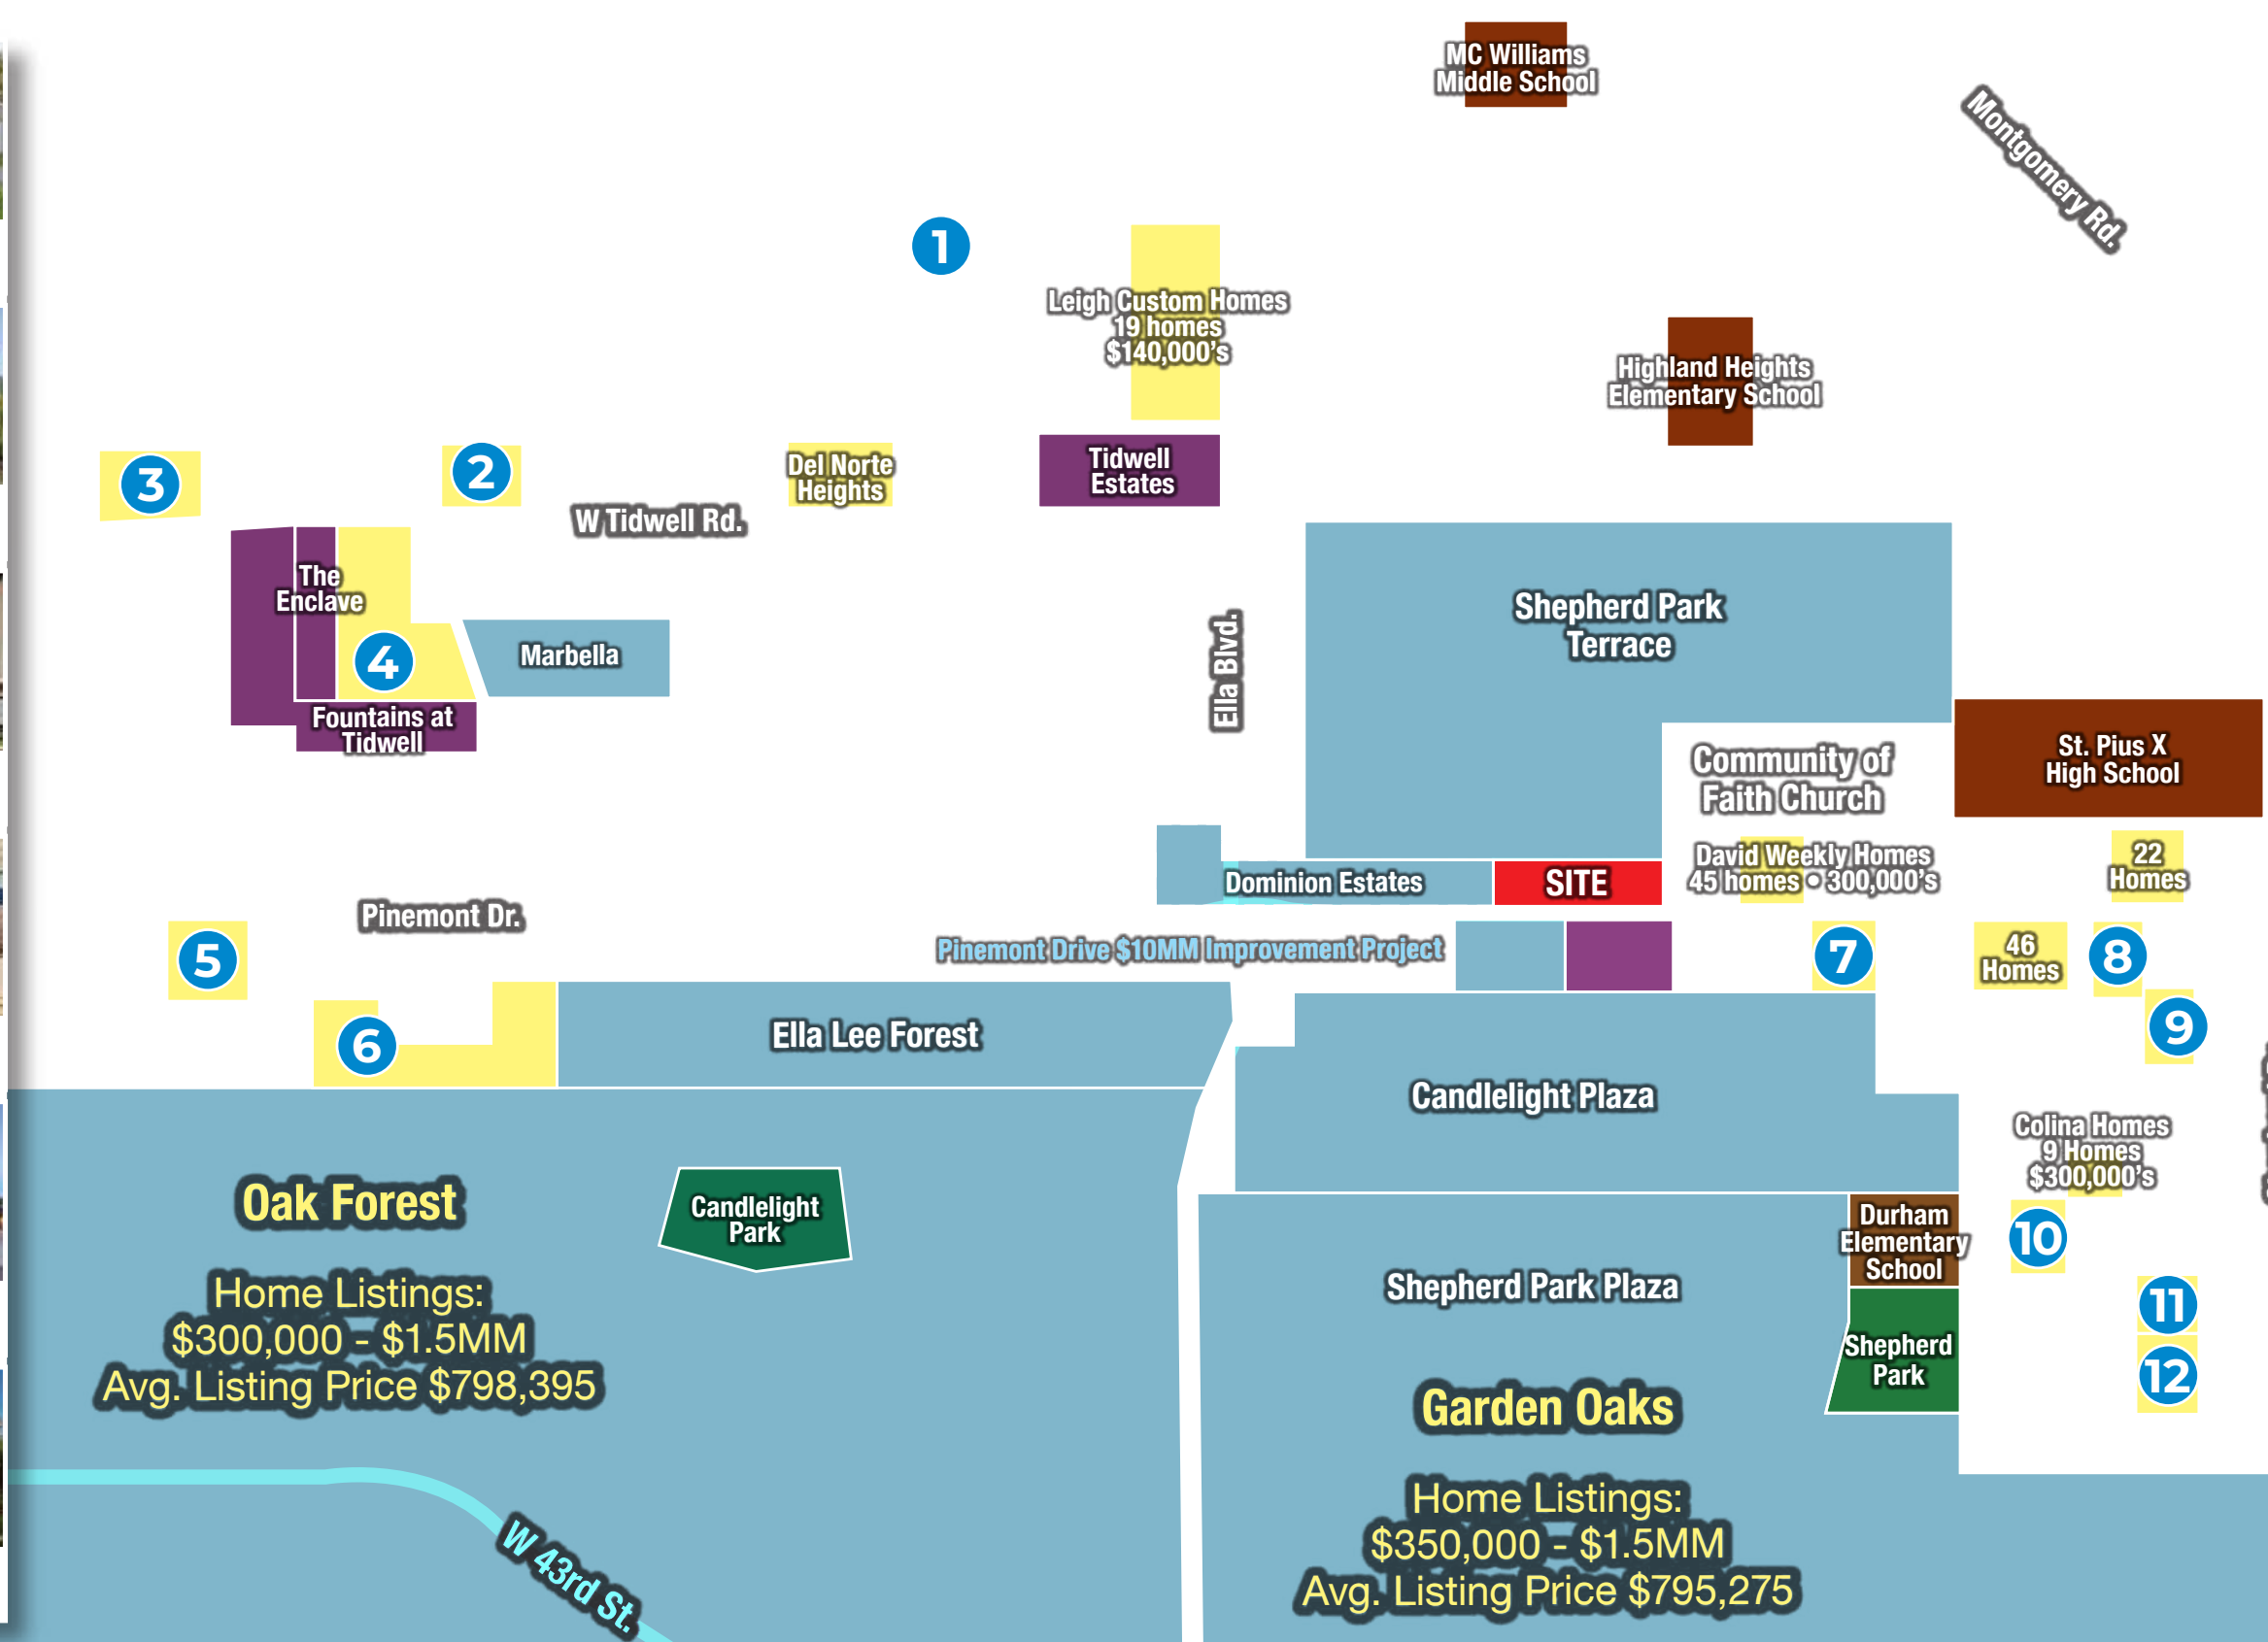 MC Williams
Middle School
Montgomery Rd.
1
Leigh Custom Homes
19 homes
$140,000's
Highland Heights
Elementary School
3
2
Del Norte
Heights
Tidwell
Estates
W Tidwell Rd.
The
Enclave
4
Marbella
Fountains at
Tidwell
Ella Blvd.
Shepherd Park
Terrace
Community of
Faith Church
St. Pius X
High School
David Weekly Homes
45 homes • 300,000's
22
Homes
Dominion Estates
SITE
Pinemont Dr.
5
Pinemont Drive $10MM Improvement Project
7
46
Homes
8
9
6
Ella Lee Forest
Candlelight Plaza
Colina Homes
9 Homes
$300,000's
Oak Forest
Candlelight
Park
Durham
Elementary
School
10
Home Listings:
$300,000 - $1.5MM
Avg. Listing Price $798,395
Shepherd Park Plaza
11
Shepherd
Park
12
Garden Oaks
Home Listings:
$350,000 - $1.5MM
Avg. Listing Price $795,275
W 43rd St.